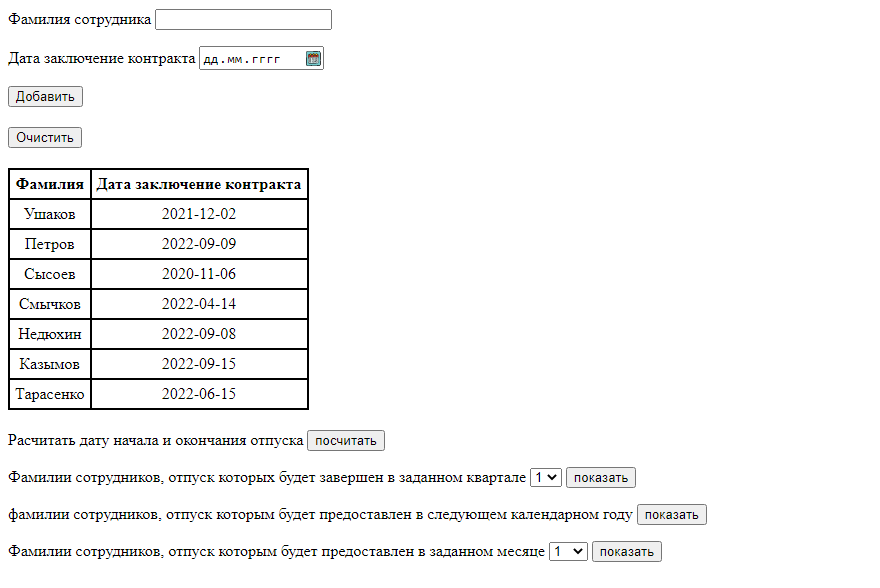 Фамилия сотрудника
Дата заключение контракта дд.мм.гггг
Добавить
Очистить
Фамилия Дата заключение контракта
Ушаков 2021-12-02
Петров 2022-09-09
Сысоев 2020-11-06
Смычков 2022-04-14
Недюхин 2022-09-08
Казымов 2022-09-15
Тарасенко 2022-06-15
Расчитать дату начала и окончания отпуска посчитать
Фамилии сотрудников, отпуск которых будет завершен в заданном квартале 1 показать
фамилии сотрудников, отпуск которым будет предоставлен в следующем календарном году показать
Фамилии сотрудников, отпуск которым будет предоставлен в заданном месяце 1 показать